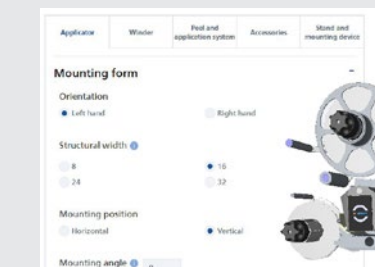 Applicator Winder Peel and application system Accessories Stand and mounting device
Mounting form
Orientation
Left hand Right hand
Structural width
8 16
24 32
Mounting position
Horizontal Vertical
Mounting angle